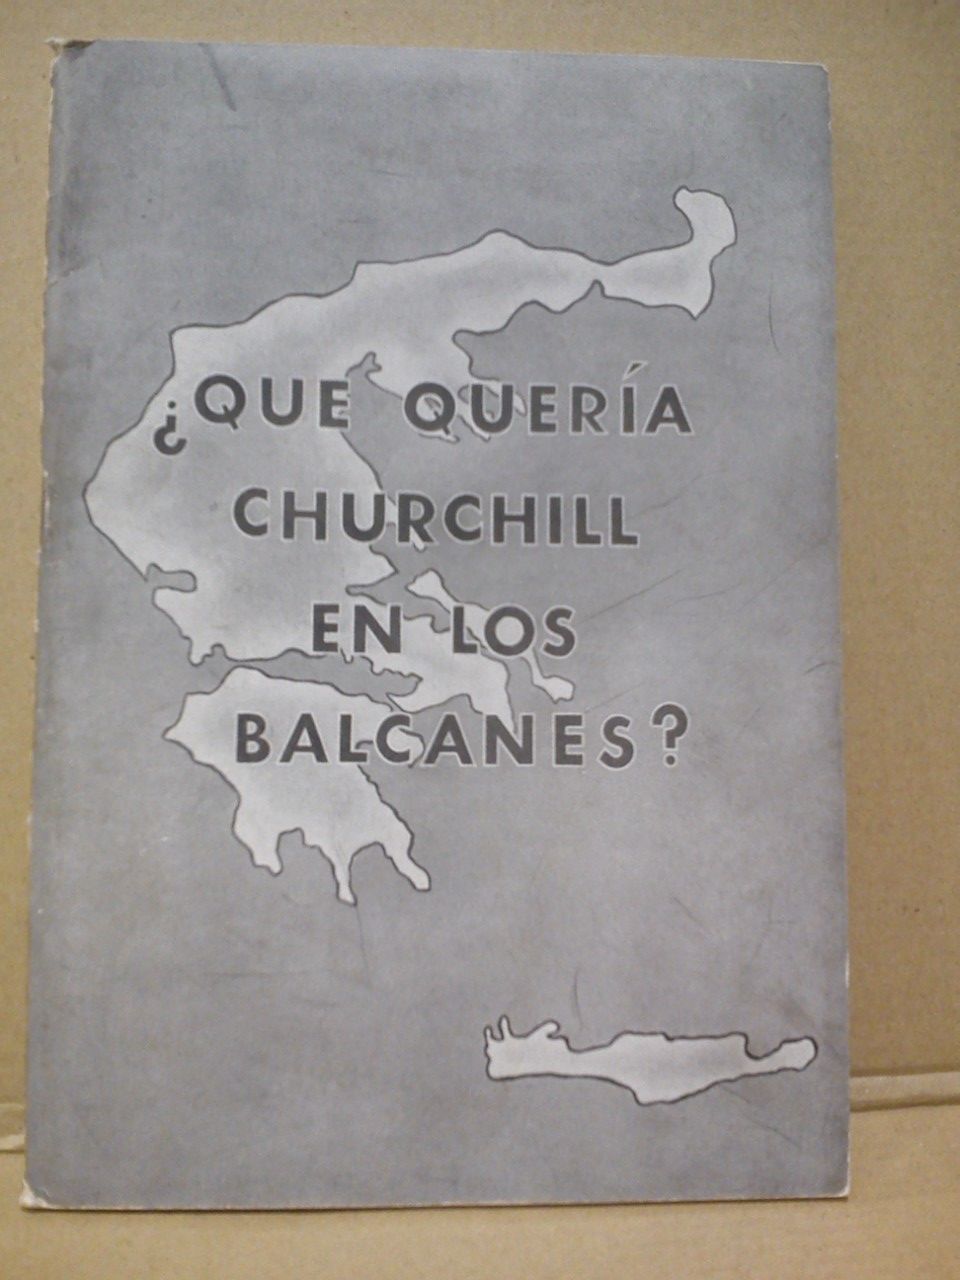 ¿QUE QUERÍA
CHURCHILL
EN LOS
BALCANES?